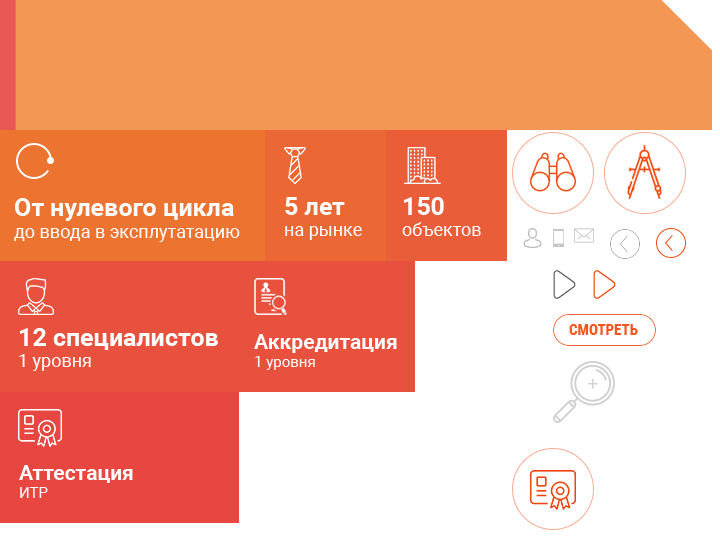 От нулевого цикла
до ввода в эксплутатацию
5 лет
на рынке
150
объектов
12 специалистов
1 уровня
Аккредитация
1 уровня
СМОТРЕТЬ
Аттестация
ИТР